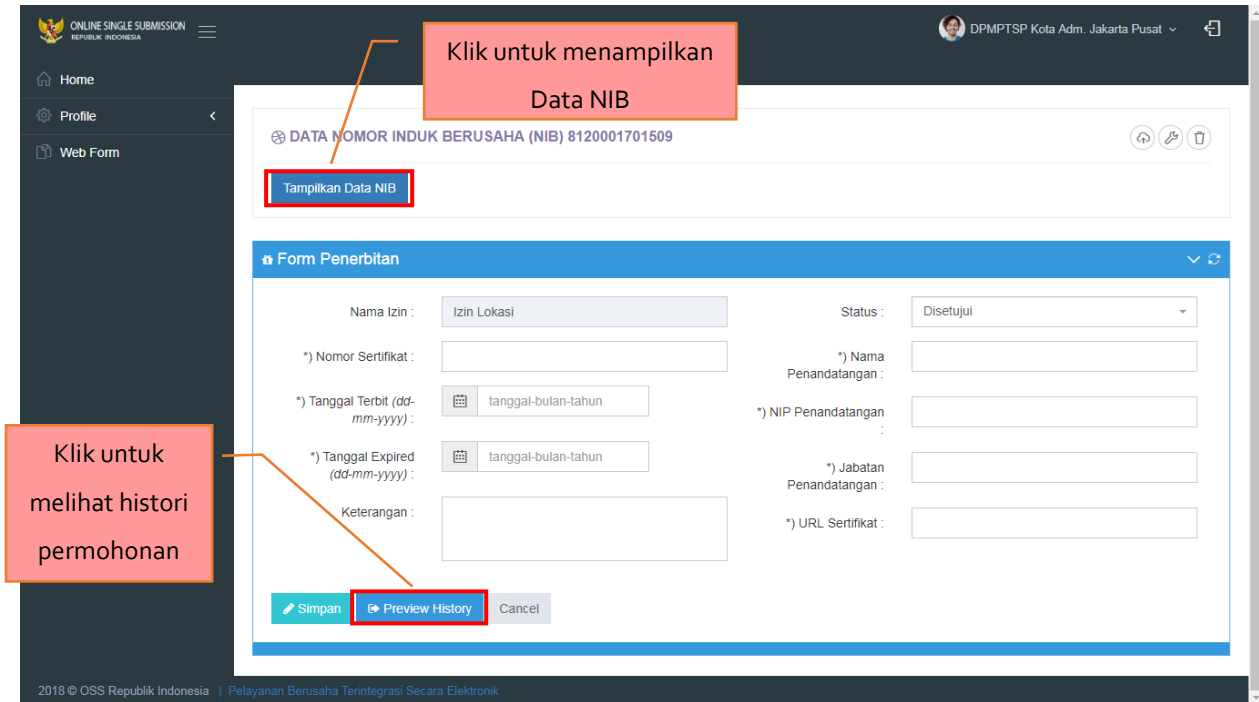 ONLINE SINGLE SUBMISSION
REPUBLIK INDONESIA
DPMPTSP Kota Adm. Jakarta Pusat
Klik untuk menampilkan
Data NIB
Home
Profile
Web Form
DATA NOMOR INDUK BERUSAHA (NIB) 8120001701509
Tampilkan Data NIB
Form Penerbitan
Nama Izin :
Izin Lokasi
Status :
Disetujui
*) Nomor Sertifikat :
*) Nama
Penandatangan :
*) Tanggal Terbit (dd-
mm-yyyy) :
tanggal-bulan-tahun
*) NIP Penandatangan
:
*) Tanggal Expired
(dd-mm-yyyy) :
tanggal-bulan-tahun
*) Jabatan
Penandatangan :
Keterangan :
*) URL Sertifikat :
Klik untuk
melihat histori
permohonan
Simpan
Preview History
Cancel
2018 © OSS Republik Indonesia | Pelayanan Berusaha Terintegrasi Secara Elektronik